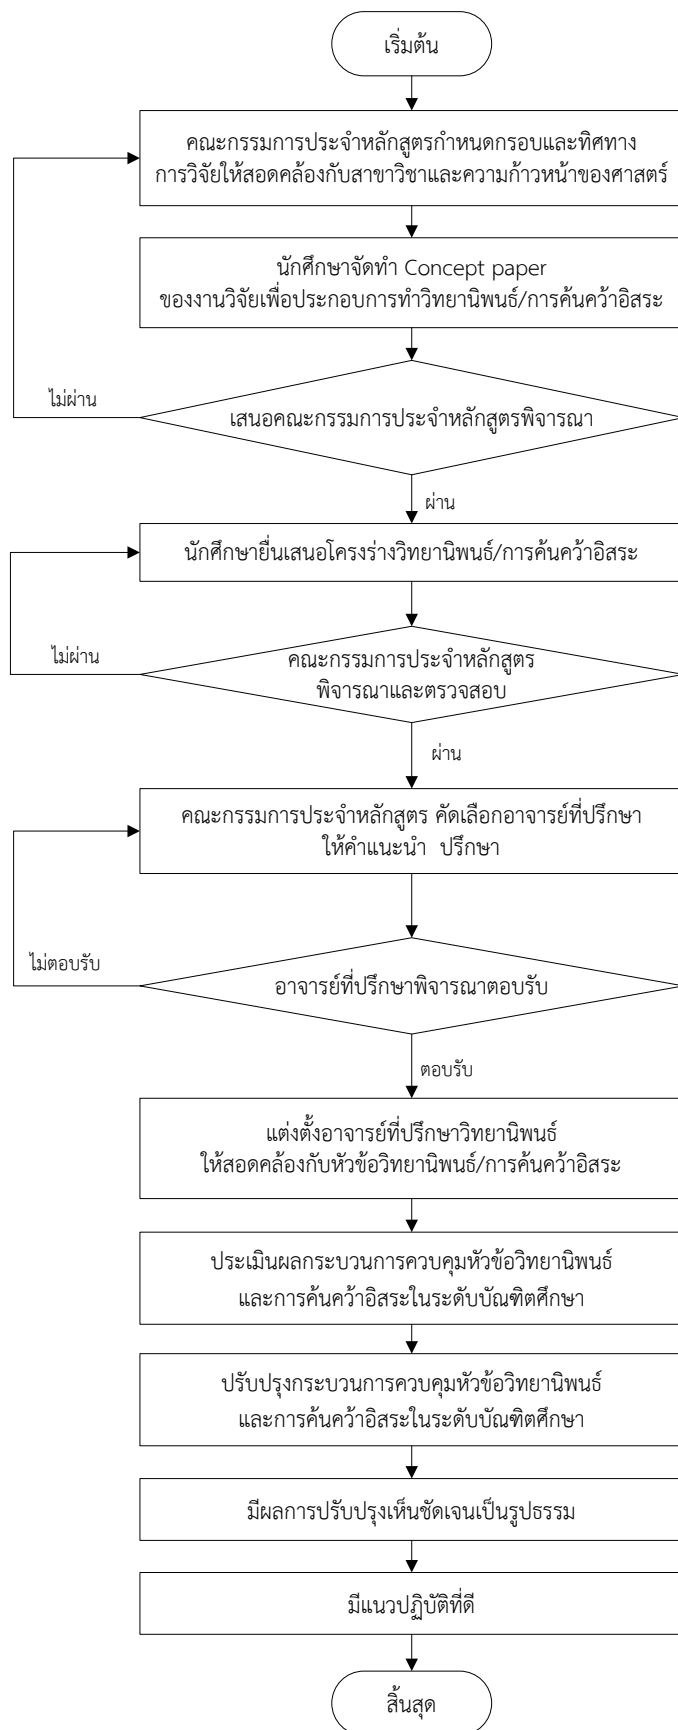 เริ่มต้น
คณะกรรมการประจำหลักสูตรกำหนดกรอบและทิศทาง
การวิจัยให้สอดคล้องกับสาขาวิชาและความก้าวหน้าของศาสตร์
นักศึกษาจัดทำ Concept paper
ของงานวิจัยเพื่อประกอบการทำวิทยานิพนธ์/การค้นคว้าอิสระ
ไม่ผ่าน
เสนอคณะกรรมการประจำหลักสูตรพิจารณา
ผ่าน
นักศึกษายื่นเสนอโครงร่างวิทยานิพนธ์/การค้นคว้าอิสระ
ไม่ผ่าน
คณะกรรมการประจำหลักสูตร
พิจารณาและตรวจสอบ
ผ่าน
คณะกรรมการประจำหลักสูตร คัดเลือกอาจารย์ที่ปรึกษา
ให้คำแนะนำ ปรึกษา
ไม่ตอบรับ
อาจารย์ที่ปรึกษาพิจารณาตอบรับ
ตอบรับ
แต่งตั้งอาจารย์ที่ปรึกษาวิทยานิพนธ์
ให้สอดคล้องกับหัวข้อวิทยานิพนธ์/การค้นคว้าอิสระ
ประเมินผลกระบวนการควบคุมหัวข้อวิทยานิพนธ์
และการค้นคว้าอิสระในระดับบัณฑิตศึกษา
ปรับปรุงกระบวนการควบคุมหัวข้อวิทยานิพนธ์
และการค้นคว้าอิสระในระดับบัณฑิตศึกษา
มีผลการปรับปรุงเห็นชัดเจนเป็นรูปธรรม
มีแนวปฏิบัติที่ดี
สิ้นสุด